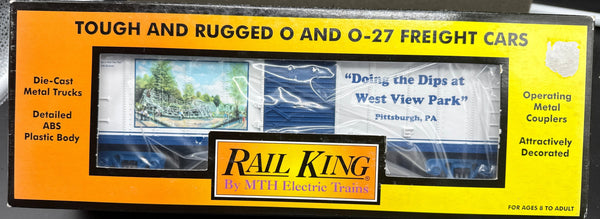 TOUGH AND RUGGED O AND O-27 FREIGHT CARS
Die-Cast
Metal Trucks
Detailed
ABS
Plastic Body
"Doing the Dips at
West View Park"
Pittsburgh, PA
Operating
Metal
Couplers
Attractively
Decorated
RAIL KING
By MTH Electric Trains
FOR AGES 8 TO ADULT